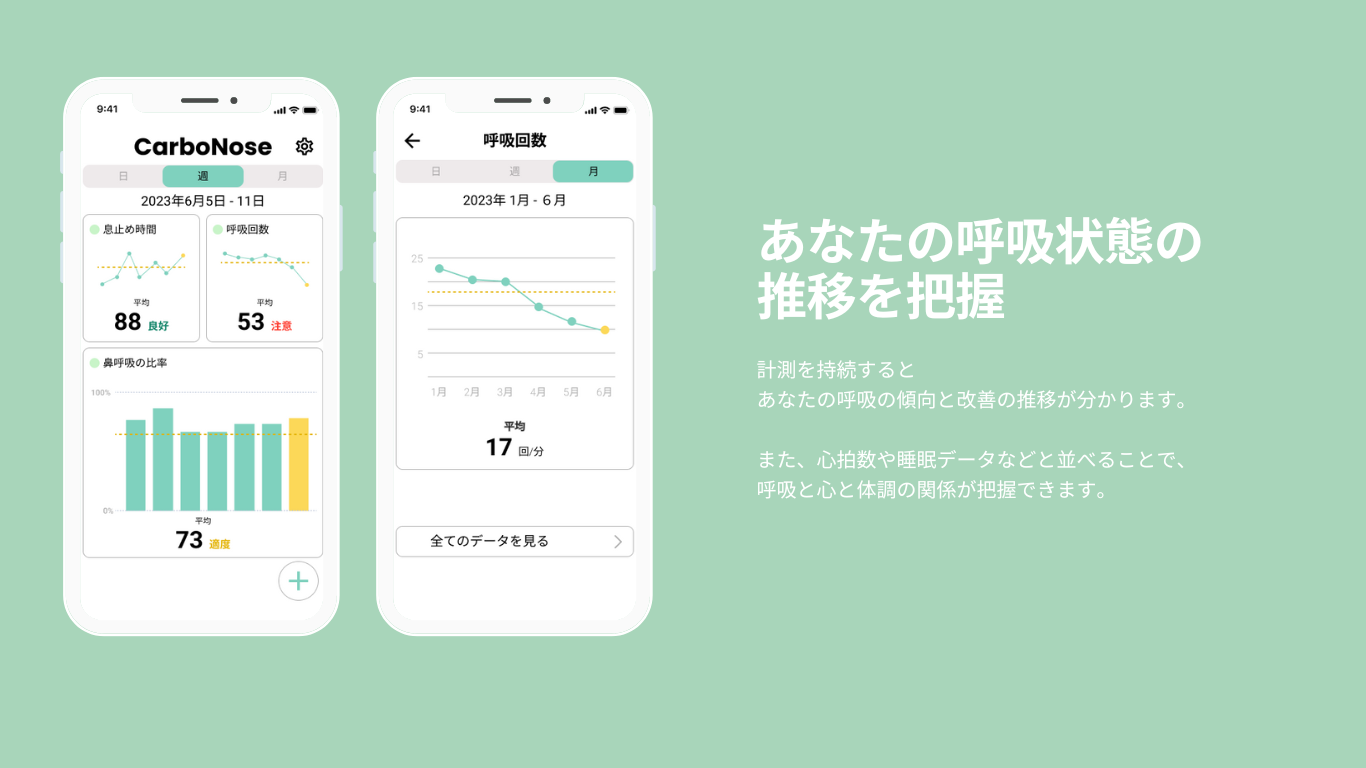 9:41
CarboNose
日 週 月
2023年6月5日 - 11日
息止め時間
平均
88 良好
呼吸回数
平均
53 注意
鼻呼吸の比率
100%
0%
平均
73 適度
9:41
呼吸回数
日 週 月
2023年 1月 - 6月
25
15
5
1月 2月 3月 4月 5月 6月
平均
17 回/分
全てのデータを見る
あなたの呼吸状態の
推移を把握
計測を持続すると
あなたの呼吸の傾向と改善の推移が分かります。
また、心拍数や睡眠データなどと並べることで、
呼吸と心と体調の関係が把握できます。